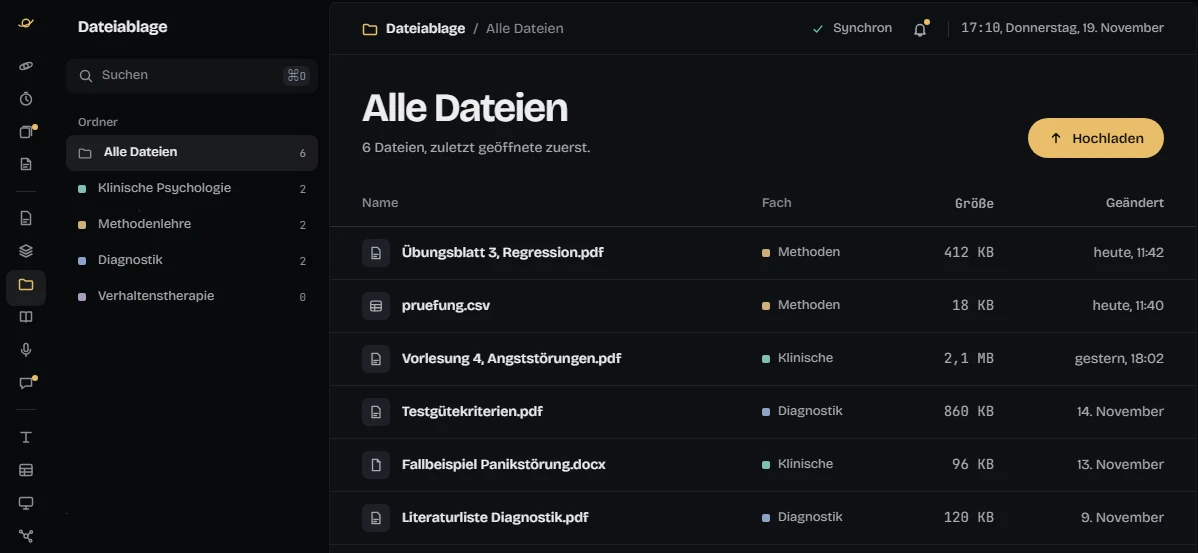 Dateiablage
Suchen ⌘0
Ordner
Alle Dateien 6
Klinische Psychologie 2
Methodenlehre 2
Diagnostik 2
Verhaltenstherapie 0
Dateiablage / Alle Dateien
Synchron
17:10, Donnerstag, 19. November
Alle Dateien
6 Dateien, zuletzt geöffnete zuerst.
Hochladen
Name Fach Größe Geändert
Übungsblatt 3, Regression.pdf Methoden 412 KB heute, 11:42
pruefung.csv Methoden 18 KB heute, 11:40
Vorlesung 4, Angststörungen.pdf Klinische 2,1 MB gestern, 18:02
Testgütekriterien.pdf Diagnostik 860 KB 14. November
Fallbeispiel Panikstörung.docx Klinische 96 KB 13. November
Literaturliste Diagnostik.pdf Diagnostik 120 KB 9. November